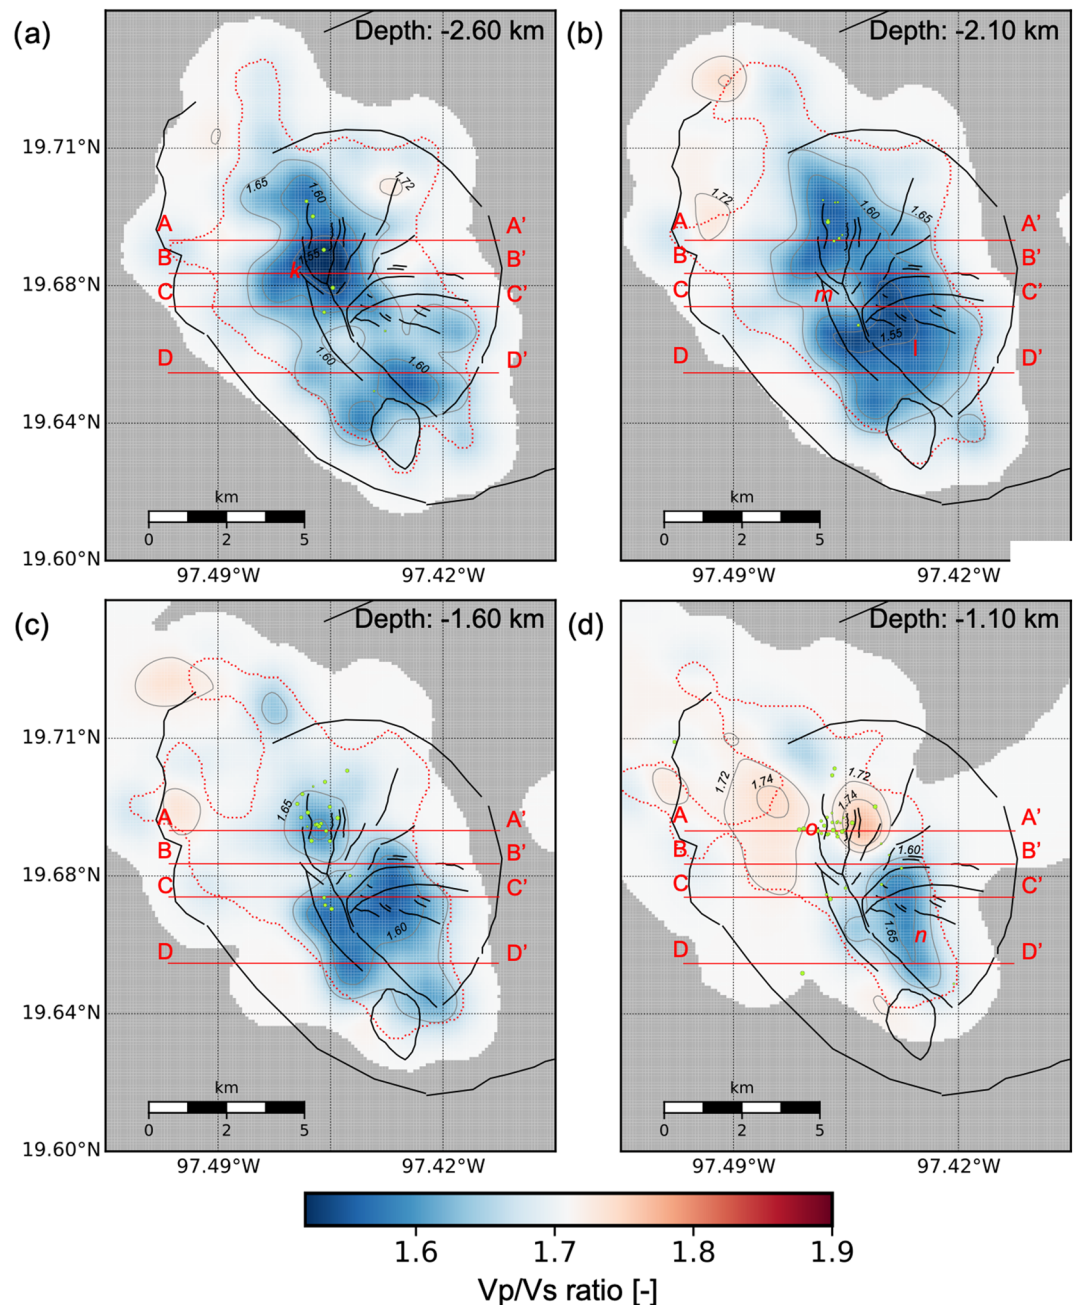 (a)
Depth: -2.60 km
(b)
Depth: -2.10 km
19.71°N
19.68°N
19.64°N
19.60°N
1.65
1.60
1.72
1.55
k
1.60
1.60
A
A'
B
B'
C
C'
D
D'
km
0
2
5
97.49°W
97.42°W
1.72
1.60
1.65
m
1.55
l
A
A'
B
B'
C
C'
D
D'
km
0
2
5
97.49°W
97.42°W
(c)
Depth: -1.60 km
(d)
Depth: -1.10 km
19.71°N
19.68°N
19.64°N
19.60°N
1.65
1.60
A
A'
B
B'
C
C'
D
D'
km
0
2
5
97.49°W
97.42°W
1.72
1.74
1.72
1.74
o
1.60
1.65
n
A
A'
B
B'
C
C'
D
D'
km
0
2
5
97.49°W
97.42°W
1.6
1.7
1.8
1.9
Vp/Vs ratio [-]